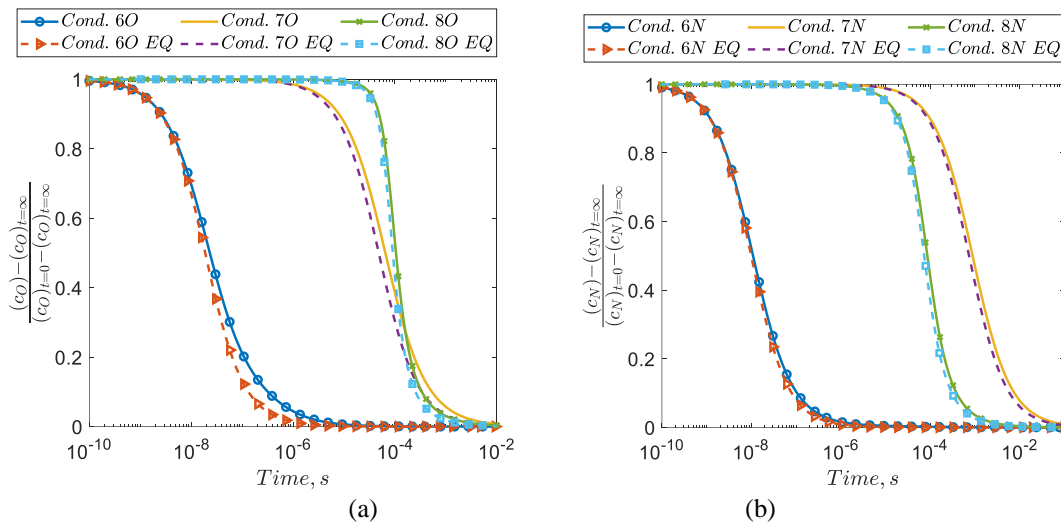 Cond. 6O
Cond. 7O
Cond. 8O
Cond. 6O EQ
Cond. 7O EQ
Cond. 8O EQ
1
0.8
0.6
0.4
0.2
0
(c_O)−(c_O)_{t=∞}
(c_O)_{t=0}−(c_O)_{t=∞}
10^{-10}
10^{-8}
10^{-6}
10^{-4}
10^{-2}
Time, s
(a)
Cond. 6N
Cond. 7N
Cond. 8N
Cond. 6N EQ
Cond. 7N EQ
Cond. 8N EQ
1
0.8
0.6
0.4
0.2
0
(c_N)−(c_N)_{t=∞}
(c_N)_{t=0}−(c_N)_{t=∞}
10^{-10}
10^{-8}
10^{-6}
10^{-4}
10^{-2}
Time, s
(b)